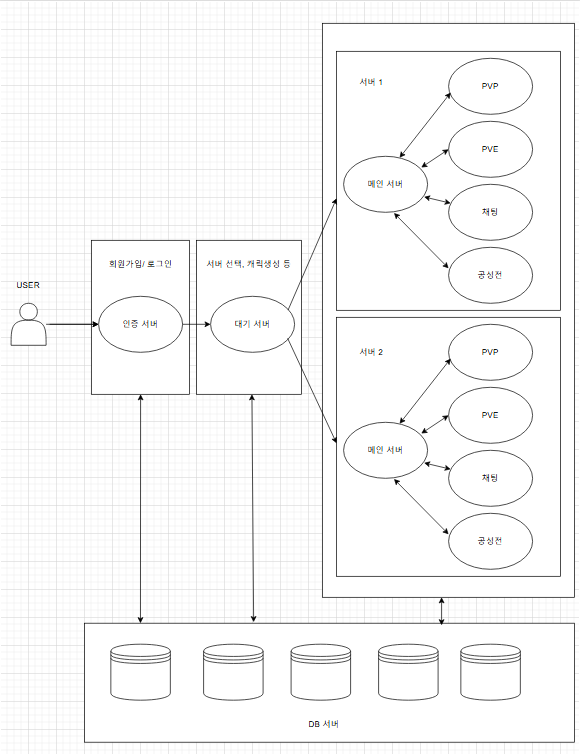 서버 1
PVP
PVE
메인 서버
채팅
공성전
회원가입/ 로그인
서버 선택, 캐릭생성 등
USER
인증 서버
대기 서버
서버 2
PVP
PVE
메인 서버
채팅
공성전
DB 서버